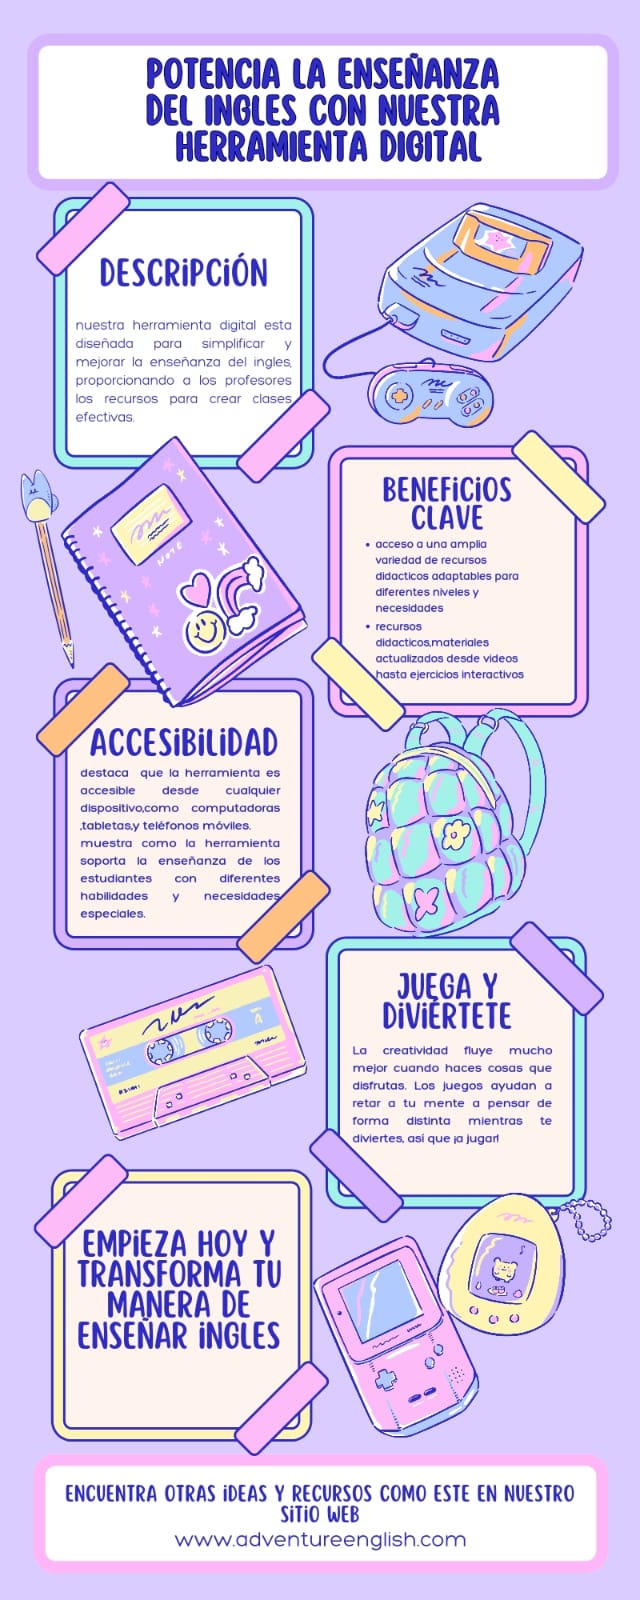 POTENCIA LA ENSEÑANZA
DEL INGLES CON NUESTRA
HERRAMIENTA DIGITAL
DESCRIPCIÓN
nuestra herramienta digital esta
diseñada para simplificar y
mejorar la enseñanza del ingles,
proporcionando a los profesores
los recursos para crear clases
efectivas.
NOTE
BENEFICIOS
CLAVE
• acceso a una amplia
variedad de recursos
didacticos adaptables para
diferentes niveles y
necesidades
• recursos
didacticos,materiales
actualizados desde videos
hasta ejercicios interactivos
ACCESIBILIDAD
destaca que la herramienta es
accesible desde cualquier
dispositivo,como computadoras
,tabletas,y teléfonos móviles.
muestra como la herramienta
soporta la enseñanza de los
estudiantes con diferentes
habilidades y necesidades
especiales.
A
JUEGA Y
DIVIÉRTETE
La creatividad fluye mucho
mejor cuando haces cosas que
disfrutas. Los juegos ayudan a
retar a tu mente a pensar de
forma distinta mientras te
diviertes, así que ¡a jugar!
EMPIEZA HOY Y
TRANSFORMA TU
MANERA DE
ENSEÑAR INGLES
ENCUENTRA OTRAS IDEAS Y RECURSOS COMO ESTE EN NUESTRO
SITIO WEB
www.adventureenglish.com